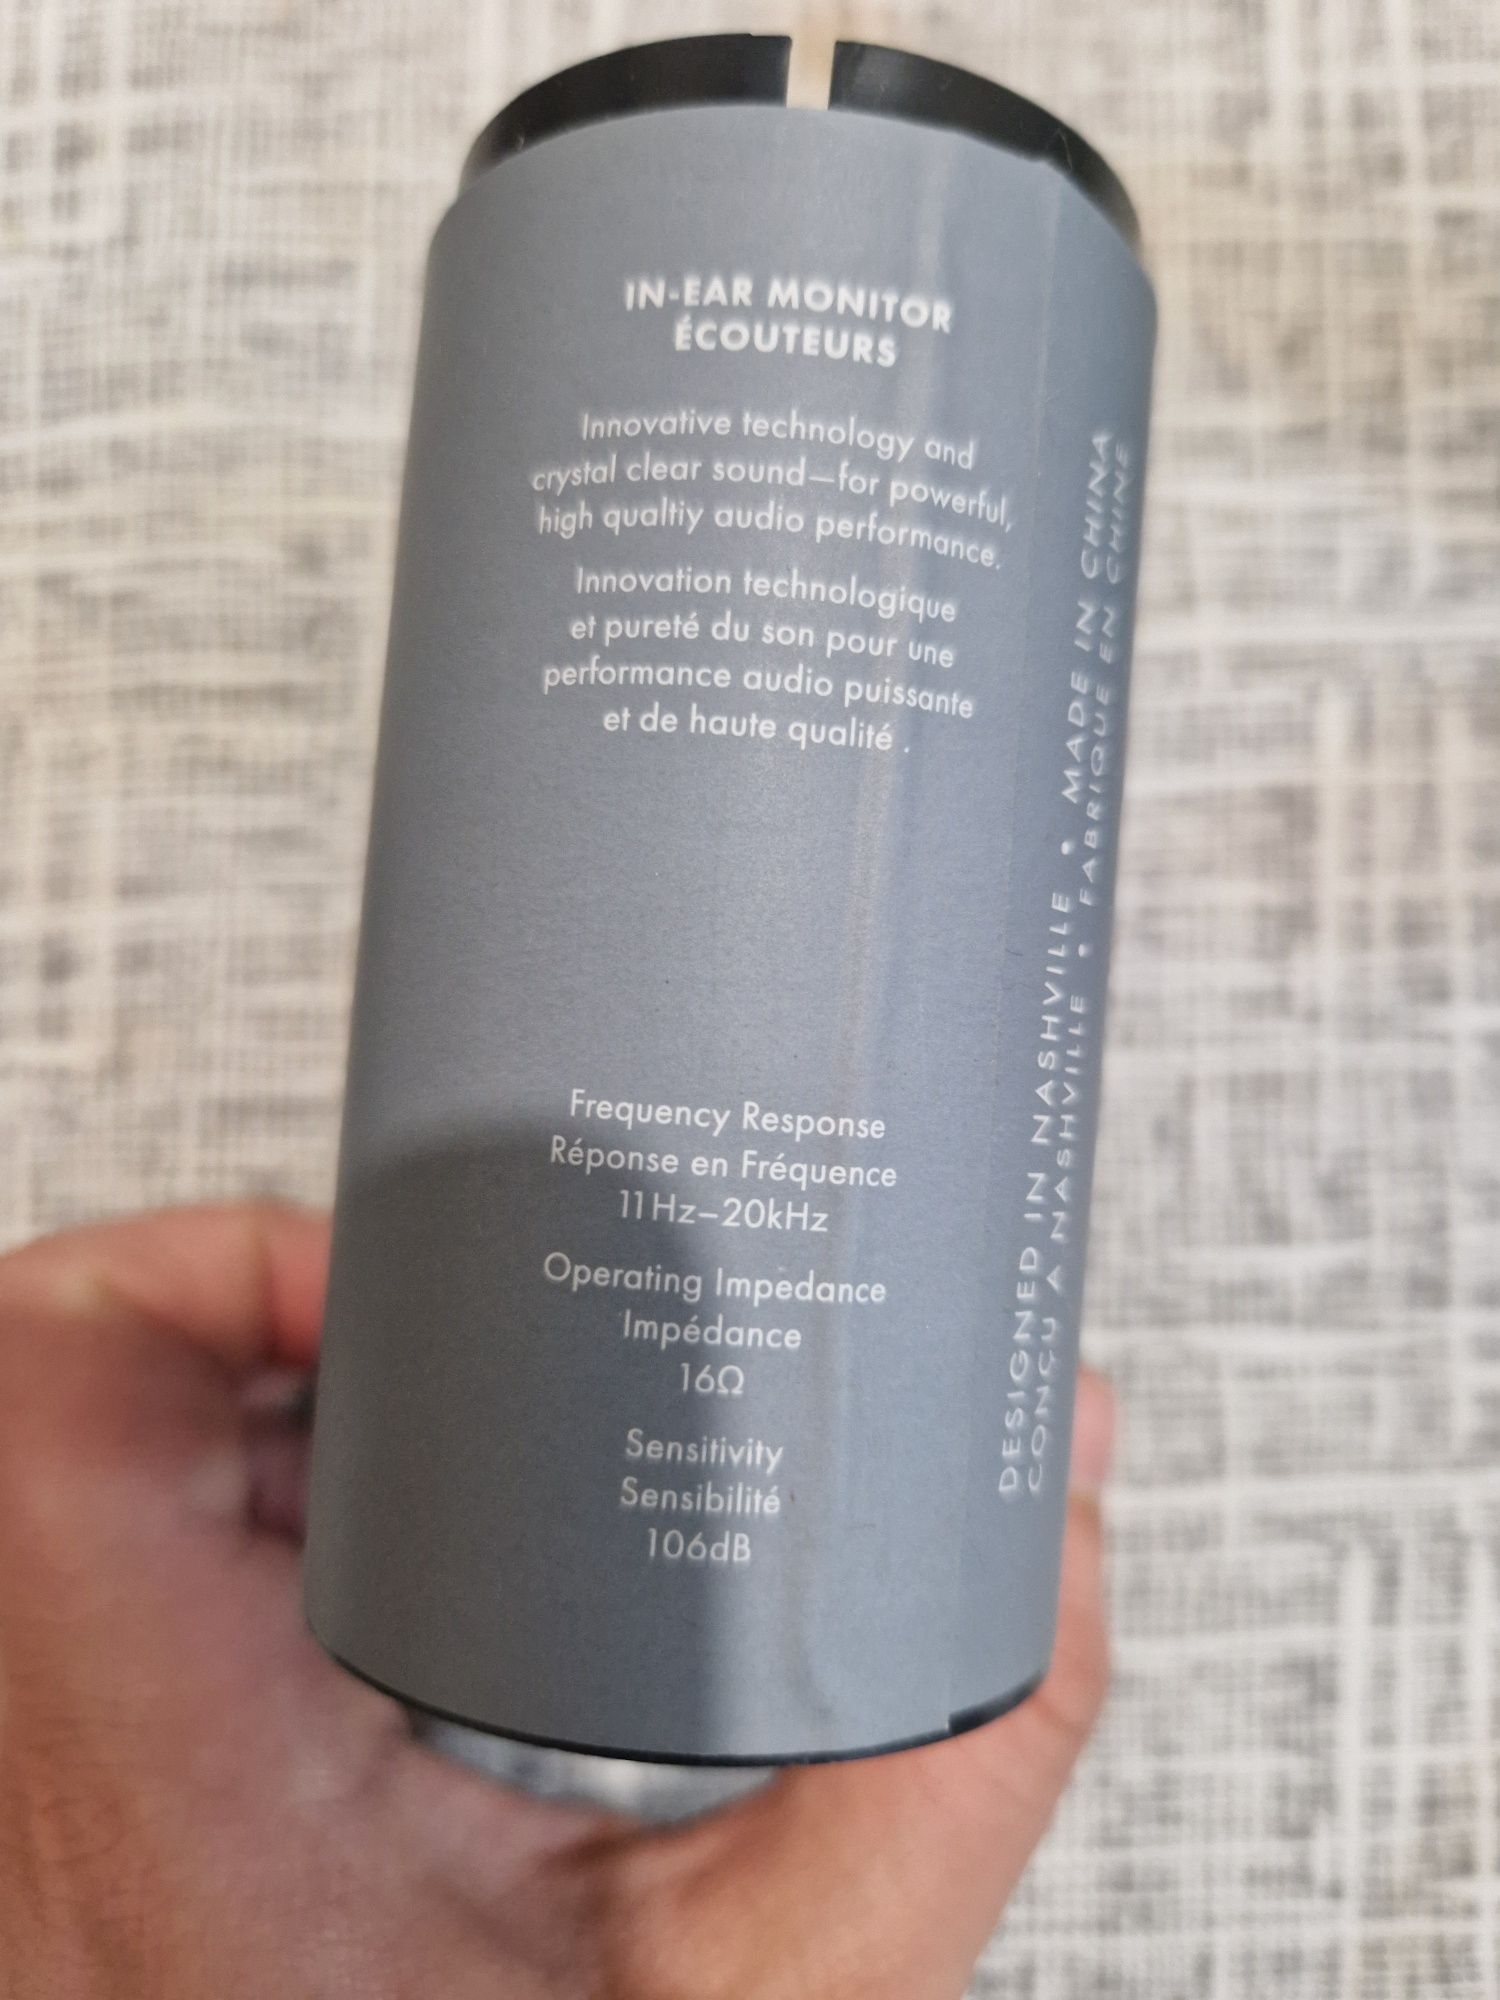 IN-EAR MONITOR
ÉCOUTEURS
Innovative technology and
crystal clear sound—for powerful,
high qualtiy audio performance.
Innovation technologique
et pureté du son pour une
performance audio puissante
et de haute qualité .
Frequency Response
Réponse en Fréquence
11Hz–20kHz
Operating Impedance
Impédance
16Ω
Sensitivity
Sensibilité
106dB
DESIGNED IN NASHVILLE • MADE IN CHINA
CONÇU A NASHVILLE • FABRIQUE EN CHINE